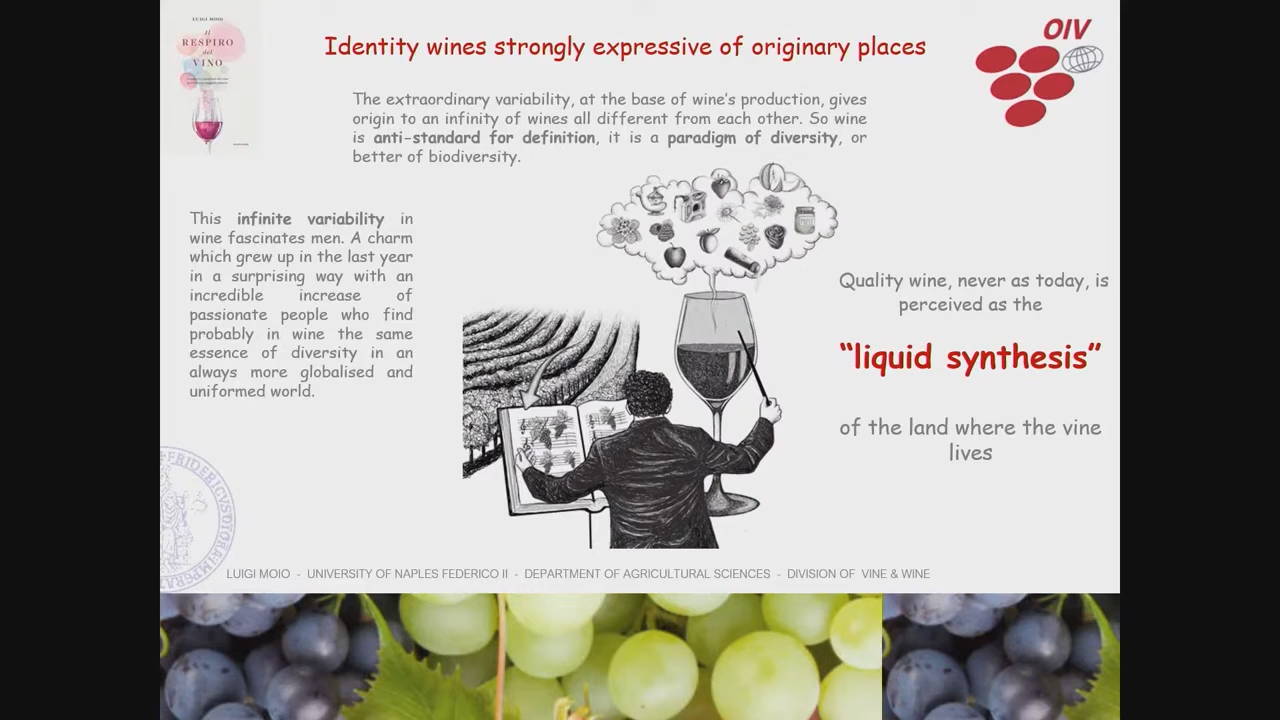 LUIGI MOIO
Il
RESPIRO
del
VINO
Identity wines strongly expressive of originary places
OIV
The extraordinary variability, at the base of wine's production, gives
origin to an infinity of wines all different from each other. So wine
is anti-standard for definition, it is a paradigm of diversity, or
better of biodiversity.
This infinite variability in
wine fascinates men. A charm
which grew up in the last year
in a surprising way with an
incredible increase of
passionate people who find
probably in wine the same
essence of diversity in an
always more globalised and
uniformed world.
Quality wine, never as today, is
perceived as the
“liquid synthesis”
of the land where the vine
lives
LUIGI MOIO - UNIVERSITY OF NAPLES FEDERICO II - DEPARTMENT OF AGRICULTURAL SCIENCES - DIVISION OF VINE & WINE